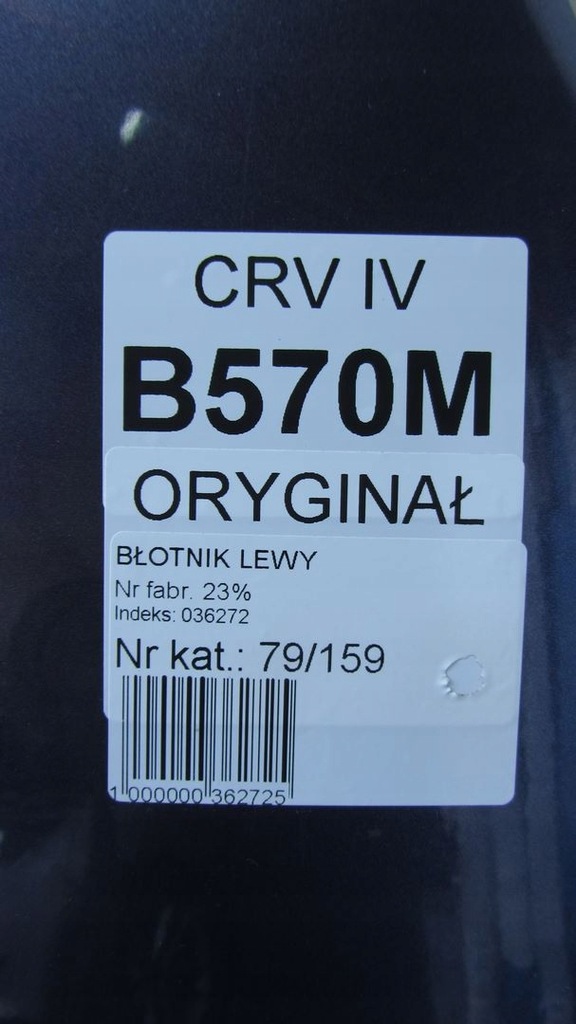 CRV IV
B570M
ORYGINAŁ
BŁOTNIK LEWY
Nr fabr. 23%
Indeks: 036272
Nr kat.: 79/159
1 000000 362725